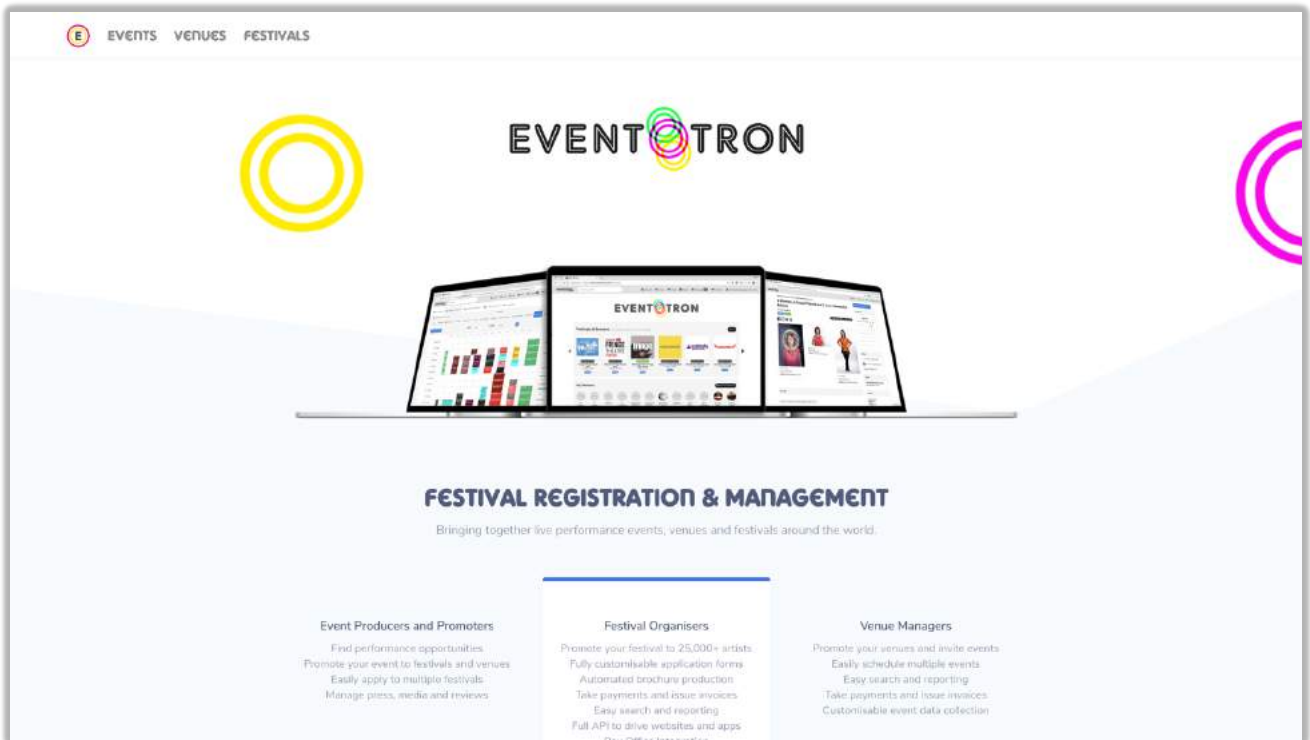 E EVENTS VENUES FESTIVALS
EVENTOTRON
EVENTOTRON
FESTIVAL REGISTRATION & MANAGEMENT
Bringing together live performance events, venues and festivals around the world.
Event Producers and Promoters
Find performance opportunities
Promote your event to festivals and venues
Easily apply to multiple festivals
Manage press, media and reviews
Festival Organisers
Promote your festival to 25,000+ artists
Fully customisable application forms
Automated brochure production
Take payments and issue invoices
Easy search and reporting
Full API to drive websites and apps
Box Office Integration
Venue Managers
Promote your venues and invite events
Easily schedule multiple events
Easy search and reporting
Take payments and issue invoices
Customisable event data collection